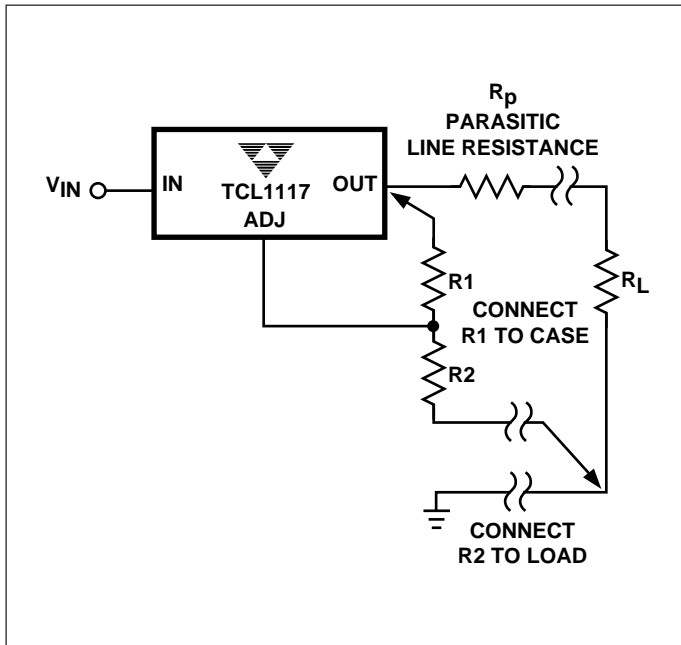 Rp
PARASITIC
LINE RESISTANCE
VIN
IN
TCL1117
OUT
ADJ
R1
RL
CONNECT
R1 TO CASE
R2
CONNECT
R2 TO LOAD